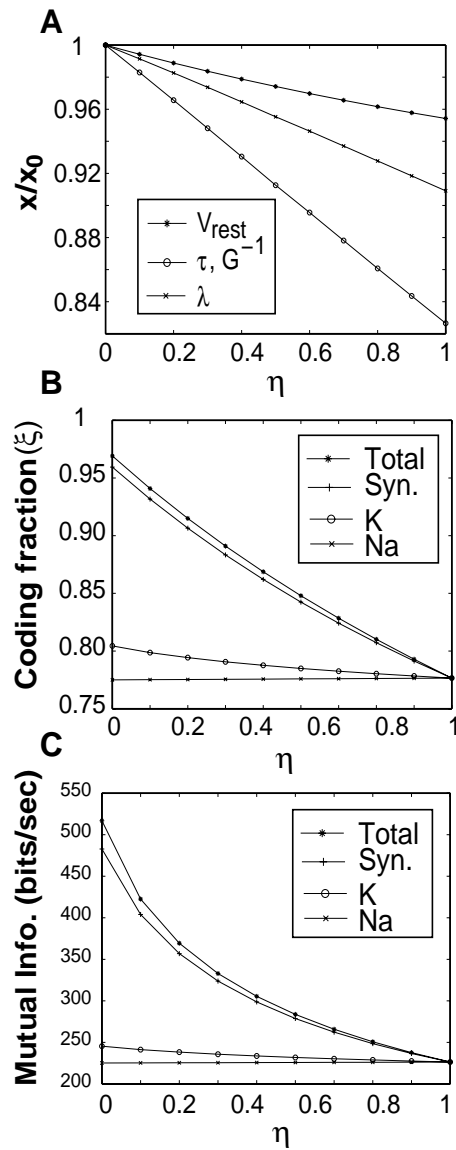 A
1
0.96
0.92
0.88
0.84
x/x₀
V_rest
τ, G⁻¹
λ
0 0.2 0.4 0.6 0.8 1
η
B
1
0.95
0.90
0.85
0.80
0.75
Coding fraction(ξ)
Total
Syn.
K
Na
0 0.2 0.4 0.6 0.8 1
η
C
550
500
450
400
350
300
250
200
Mutual Info. (bits/sec)
Total
Syn.
K
Na
0 0.2 0.4 0.6 0.8 1
η